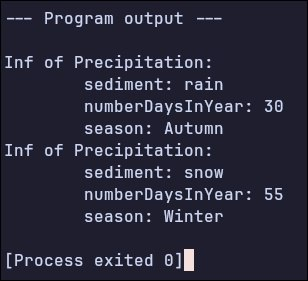 --- Program output ---
Inf of Precipitation:
sediment: rain
numberDaysInYear: 30
season: Autumn
Inf of Precipitation:
sediment: snow
numberDaysInYear: 55
season: Winter
[Process exited 0]